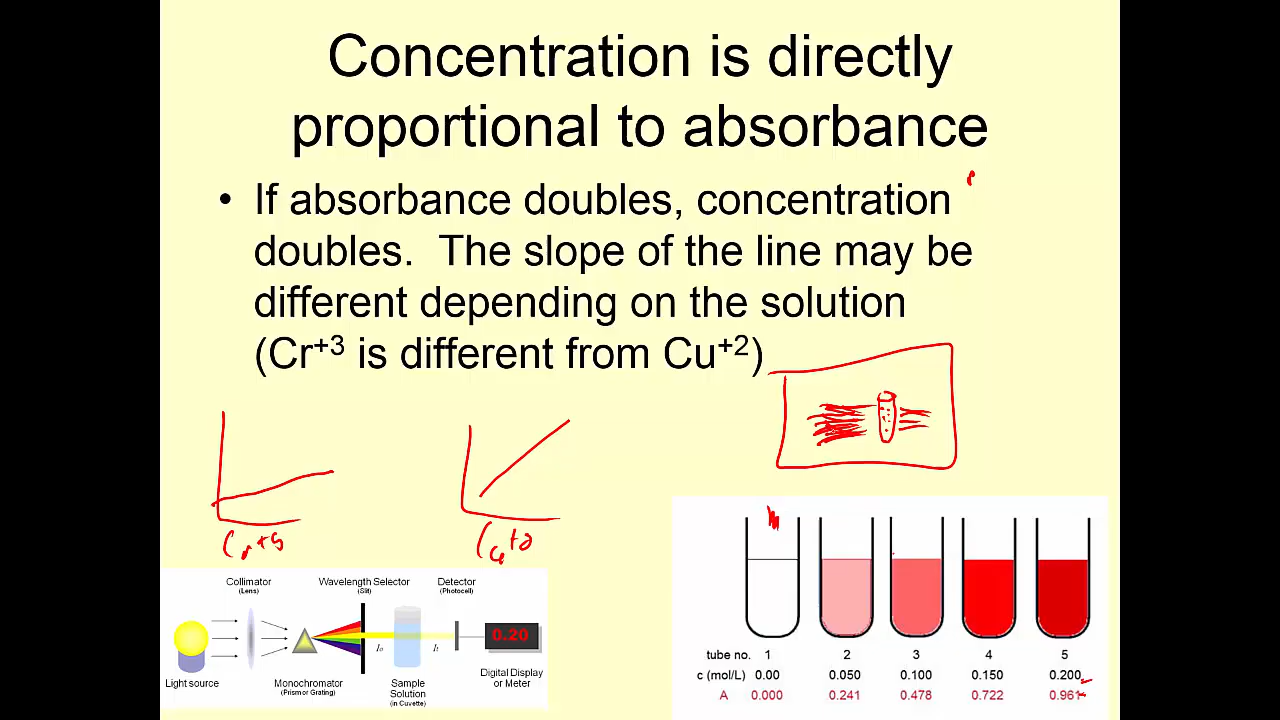 Concentration is directly
proportional to absorbance
• If absorbance doubles, concentration
doubles. The slope of the line may be
different depending on the solution
(Cr+3 is different from Cu+2)
Cu+2
Collimator
(Lens)
Wavelength Selector
(Slit)
Detector
(Photocell)
0.20
I₀
Light source
Monochromator
(Prism or Grating)
Sample
Solution
(in Cuvette)
Digital Display
or Meter
tube no. 1 2 3 4 5
c (mol/L) 0.00 0.050 0.100 0.150 0.200
A 0.000 0.241 0.478 0.722 0.961